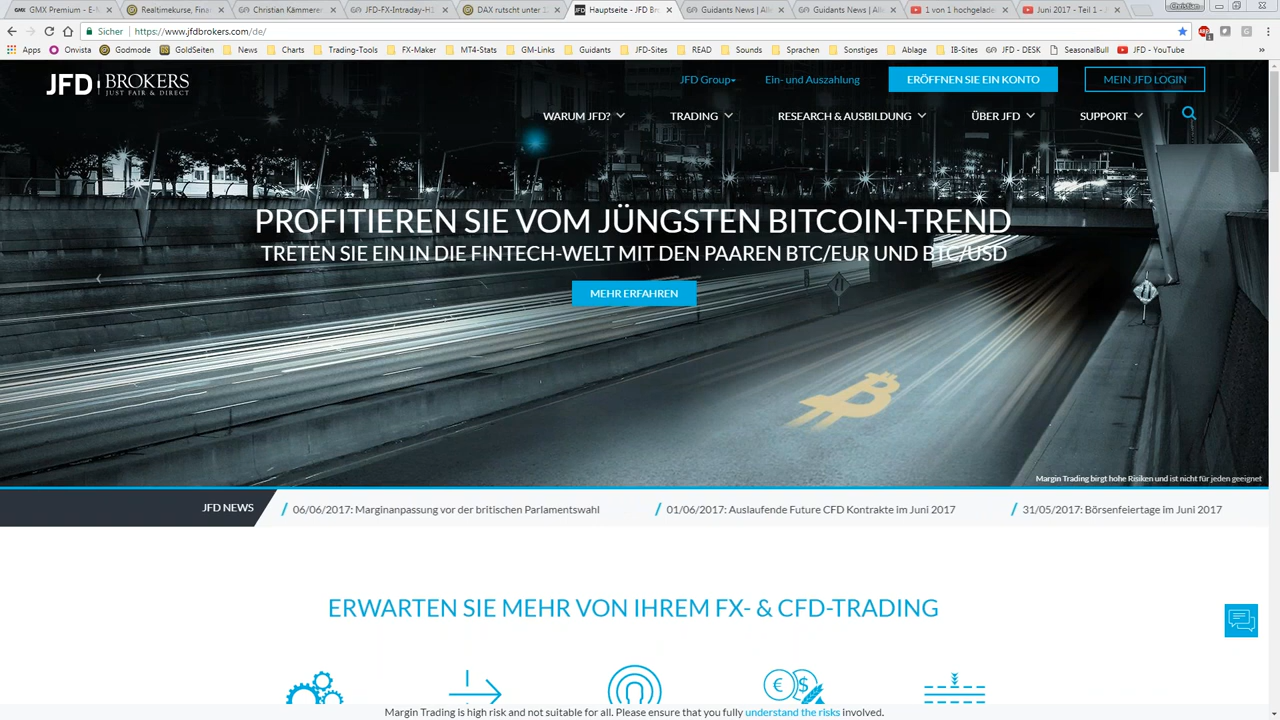 GMX Premium - E-M
Realtimekurse, Finan
Christian Kämmerer
JFD-FX-Intraday-H1
DAX rutscht unter 12
Hauptseite - JFD Bro
Guidants News | Alle
Guidants News | Alle
1 von 1 hochgeladen
Juni 2017 - Teil 1 - J
Christian
Sicher | https://www.jfdbrokers.com/de/
Apps Onvista Godmode GoldSeiten News Charts Trading-Tools FX-Maker MT4-Stat EM-Links Guidants JFD-Sites READ Sound: Sprachen Sonstiges Ablage IB-Sites JFD - DESK SeasonalBull JFD - YouTube »
JFD BROKERS
JUST FAIR & DIRECT
JFD Group Ein- und Auszahlung ERÖFFNEN SIE EIN KONTO MEIN JFD LOGIN
WARUM JFD? TRADING RESEARCH & AUSBILDUNG ÜBER JFD SUPPORT
PROFITIEREN SIE VOM JÜNGSTEN BITCOIN-TREND
TRETEN SIE EIN IN DIE FINTECH-WELT MIT DEN PAAREN BTC/EUR UND BTC/USD
MEHR ERFAHREN
Margin Trading birgt hohe Risiken und ist nicht für jeden geeignet
JFD NEWS / 06/06/2017: Marginanpassung vor der britischen Parlamentswahl / 01/06/2017: Auslaufende Future CFD Kontrakte im Juni 2017 / 31/05/2017: Börsenfeiertage im Juni 2017
ERWARTEN SIE MEHR VON IHREM FX- & CFD-TRADING
Margin Trading is high risk and not suitable for all. Please ensure that you fully understand the risks involved.